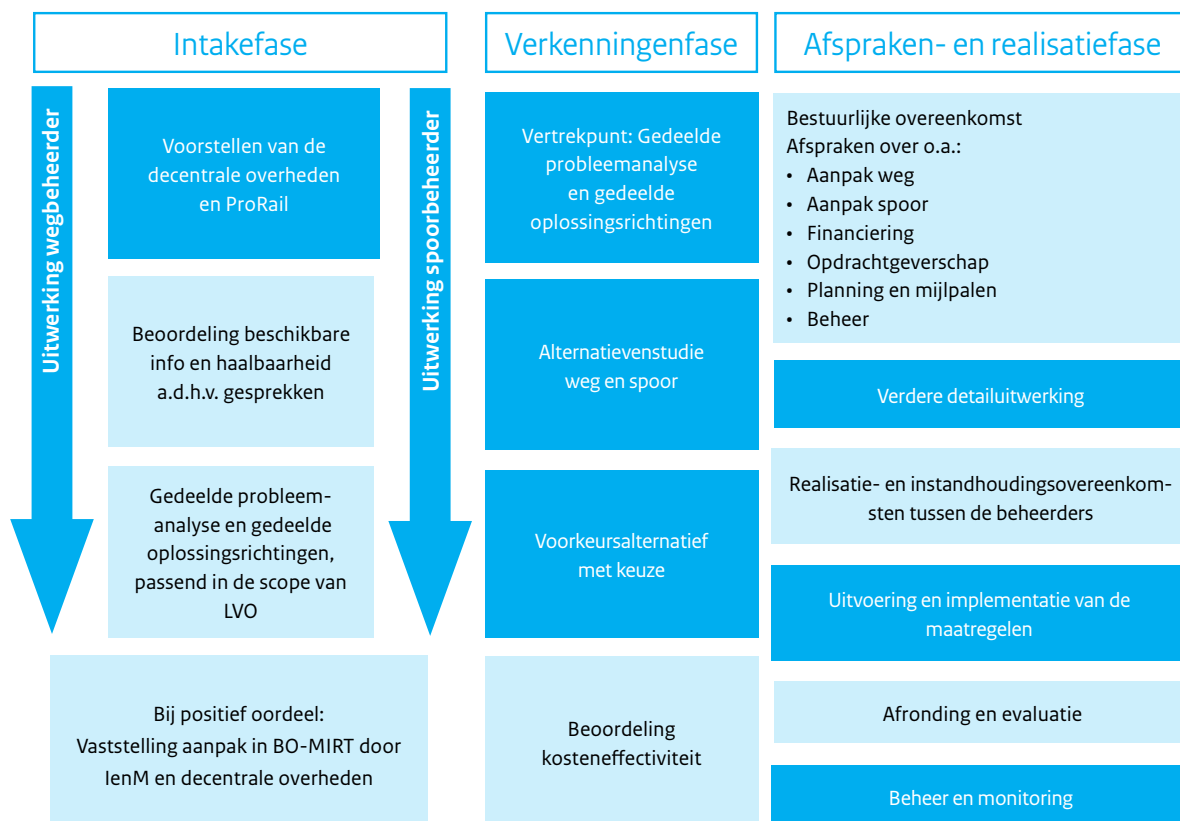 Intakefase
Uitwerking wegbeheerder
Voorstellen van de
decentrale overheden
en ProRail
Beoordeling beschikbare
info en haalbaarheid
a.d.h.v. gesprekken
Gedeelde probleem-
analyse en gedeelde
oplossingsrichtingen,
passend in de scope van
LVO
Uitwerking spoorbeheerder
Bij positief oordeel:
Vaststelling aanpak in BO-MIRT door
IenM en decentrale overheden
Verkenningenfase
Vertrekpunt: Gedeelde
probleemanalyse
en gedeelde
oplossingsrichtingen
Alternatievenstudie
weg en spoor
Voorkeursalternatief
met keuze
Beoordeling
kosteneffectiviteit
Afspraken- en realisatiefase
Bestuurlijke overeenkomst
Afspraken over o.a.:
• Aanpak weg
• Aanpak spoor
• Financiering
• Opdrachtgeverschap
• Planning en mijlpalen
• Beheer
Verdere detailuitwerking
Realisatie- en instandhoudingsovereenkom-
sten tussen de beheerders
Uitvoering en implementatie van de
maatregelen
Afronding en evaluatie
Beheer en monitoring